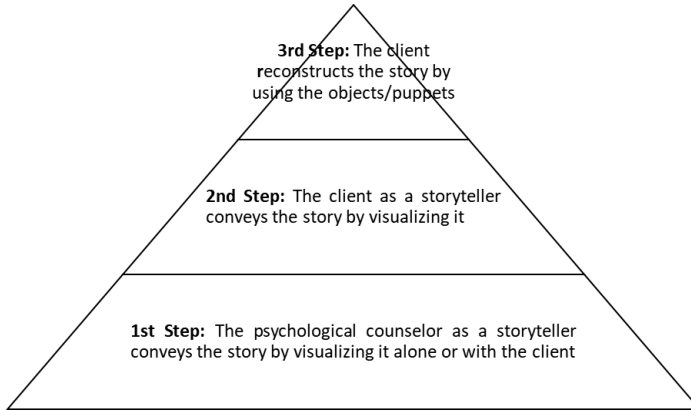 3rd Step: The client
reconstructs the story by
using the objects/puppets
2nd Step: The client as a storyteller
conveys the story by visualizing it
1st Step: The psychological counselor as a storyteller
conveys the story by visualizing it alone or with the client